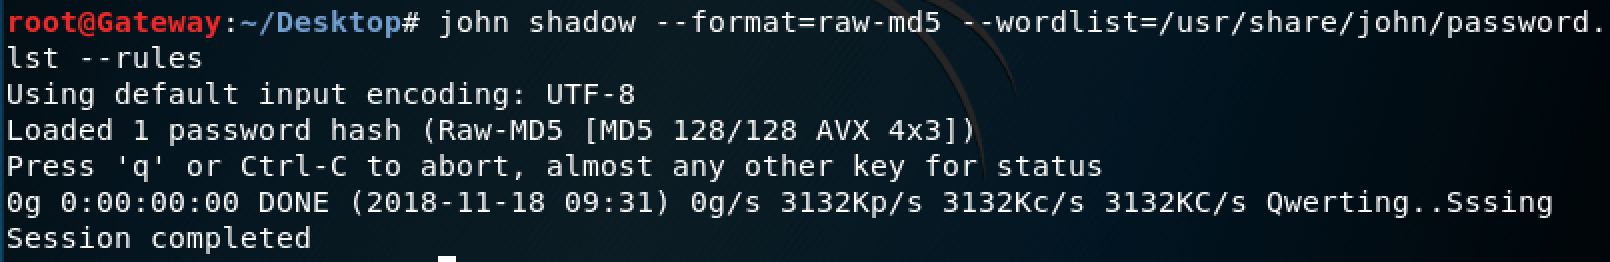 root@Gateway:~/Desktop# john shadow --format=raw-md5 --wordlist=/usr/share/john/password.
lst --rules
Using default input encoding: UTF-8
Loaded 1 password hash (Raw-MD5 [MD5 128/128 AVX 4x3])
Press 'q' or Ctrl-C to abort, almost any other key for status
0g 0:00:00:00 DONE (2018-11-18 09:31) 0g/s 3132Kp/s 3132Kc/s 3132KC/s Qwerting..Sssing
Session completed